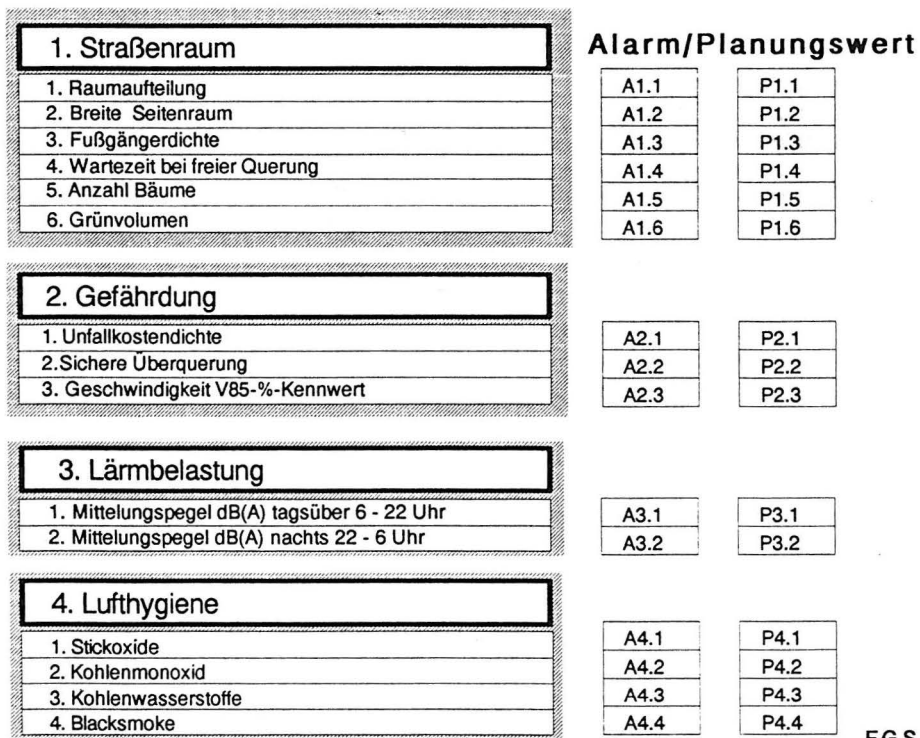 1. Straßenraum
Alarm/Planungswert
1. Raumaufteilung A1.1 P1.1
2. Breite Seitenraum A1.2 P1.2
3. Fußgängerdichte A1.3 P1.3
4. Wartezeit bei freier Querung A1.4 P1.4
5. Anzahl Bäume A1.5 P1.5
6. Grünvolumen A1.6 P1.6
2. Gefährdung
1. Unfallkostendichte A2.1 P2.1
2.Sichere Überquerung A2.2 P2.2
3. Geschwindigkeit V85-%-Kennwert A2.3 P2.3
3. Lärmbelastung
1. Mittelungspegel dB(A) tagsüber 6 - 22 Uhr A3.1 P3.1
2. Mittelungspegel dB(A) nachts 22 - 6 Uhr A3.2 P3.2
4. Lufthygiene
1. Stickoxide A4.1 P4.1
2. Kohlenmonoxid A4.2 P4.2
3. Kohlenwasserstoffe A4.3 P4.3
4. Blacksmoke A4.4 P4.4